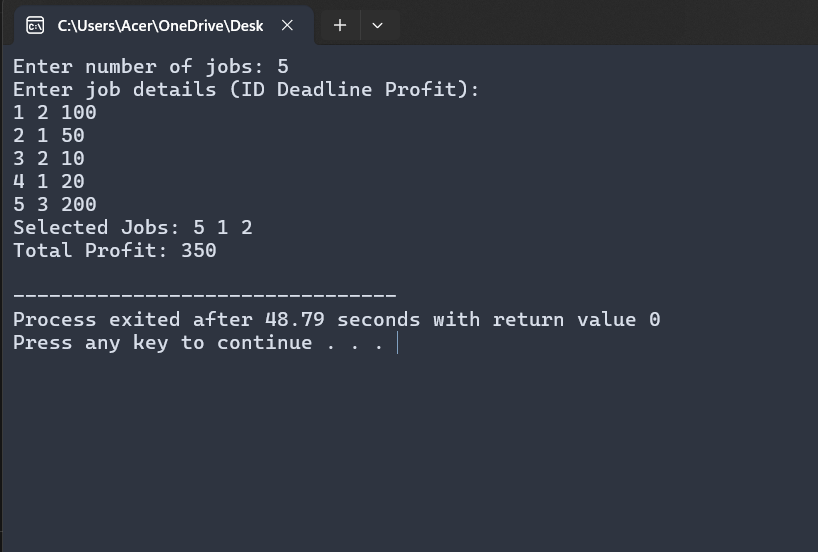 C:\Users\Acer\OneDrive\Desk
Enter number of jobs: 5
Enter job details (ID Deadline Profit):
1 2 100
2 1 50
3 2 10
4 1 20
5 3 200
Selected Jobs: 5 1 2
Total Profit: 350
--------------------------------
Process exited after 48.79 seconds with return value 0
Press any key to continue . . .